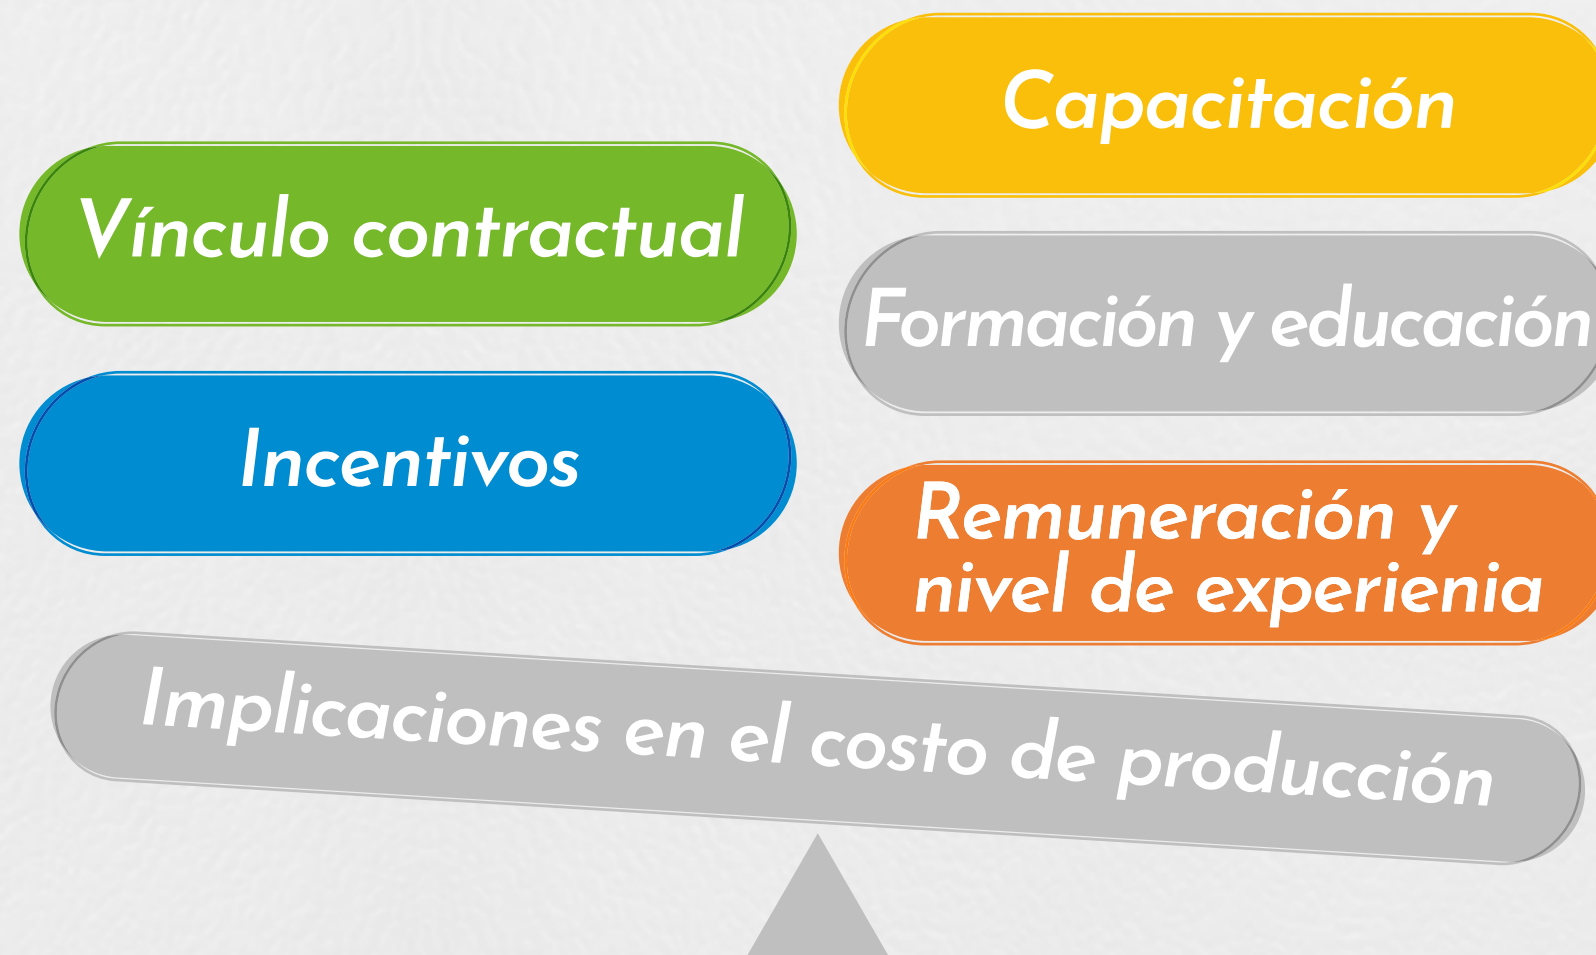 Capacitación
Vínculo contractual
Formación y educación
Incentivos
Remuneración y
nivel de experienia
Implicaciones en el costo de producción